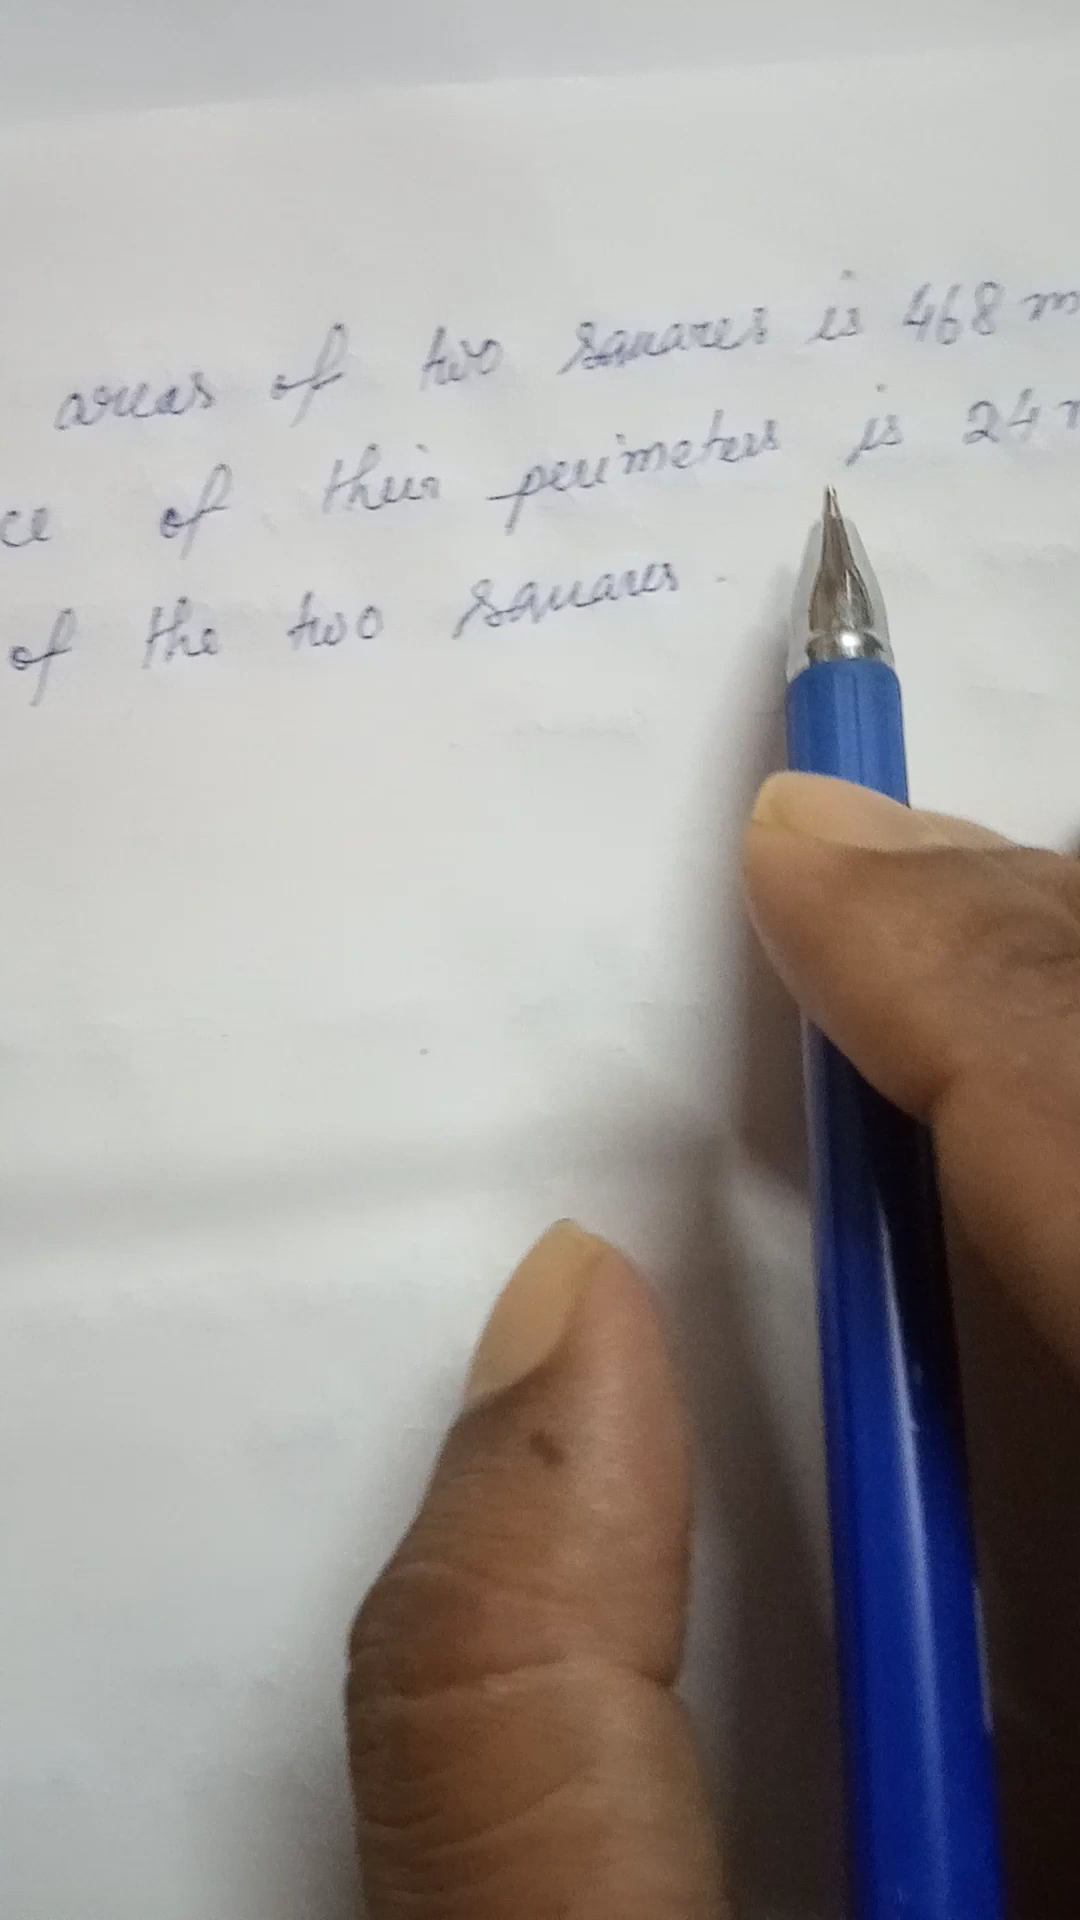 areas of two squares is 468 m
ce of their perimeters is 24
of the two squares.